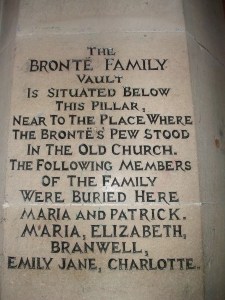 THE
BRONTË FAMILY
VAULT
IS SITUATED BELOW
THIS PILLAR,
NEAR TO THE PLACE WHERE
THE BRONTËS PEW STOOD
IN THE OLD CHURCH.
THE FOLLOWING MEMBERS
OF THE FAMILY
WERE BURIED HERE
MARIA AND PATRICK.
MARIA, ELIZABETH,
BRANWELL,
EMILY JANE, CHARLOTTE.